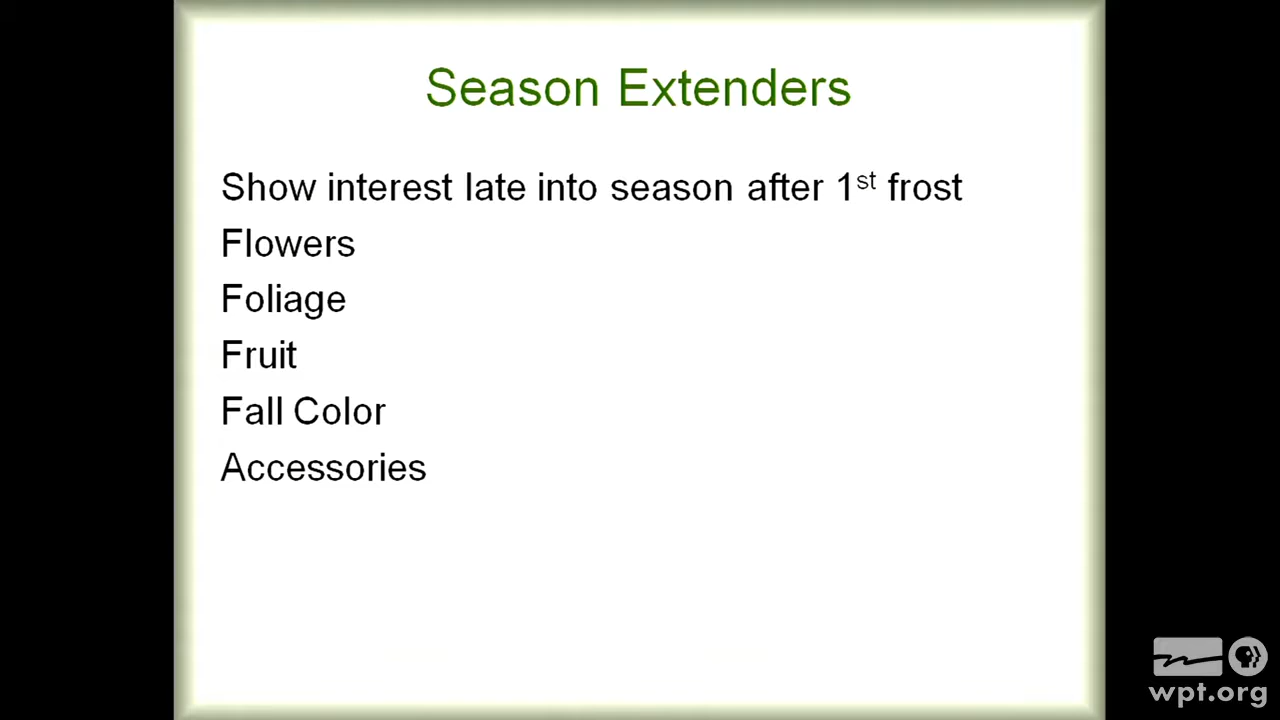 Season Extenders
Show interest late into season after 1st frost
Flowers
Foliage
Fruit
Fall Color
Accessories
wpt.org